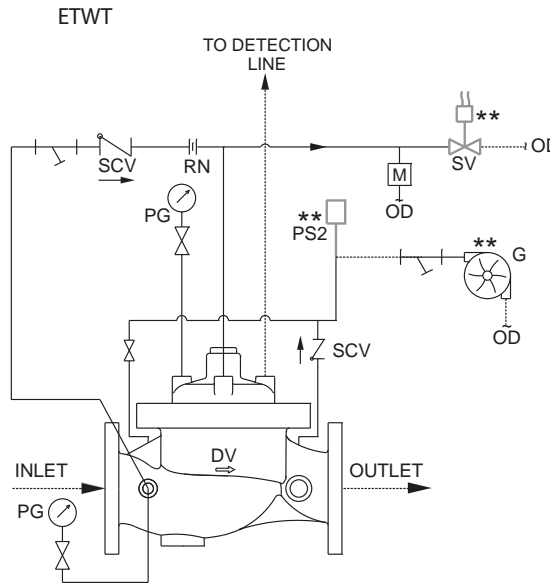 ETWT
TO DETECTION
LINE
**
SCV
RN
SV
OD
M
PG
OD
**
PS2
**
G
OD
SCV
DV
INLET
OUTLET
PG